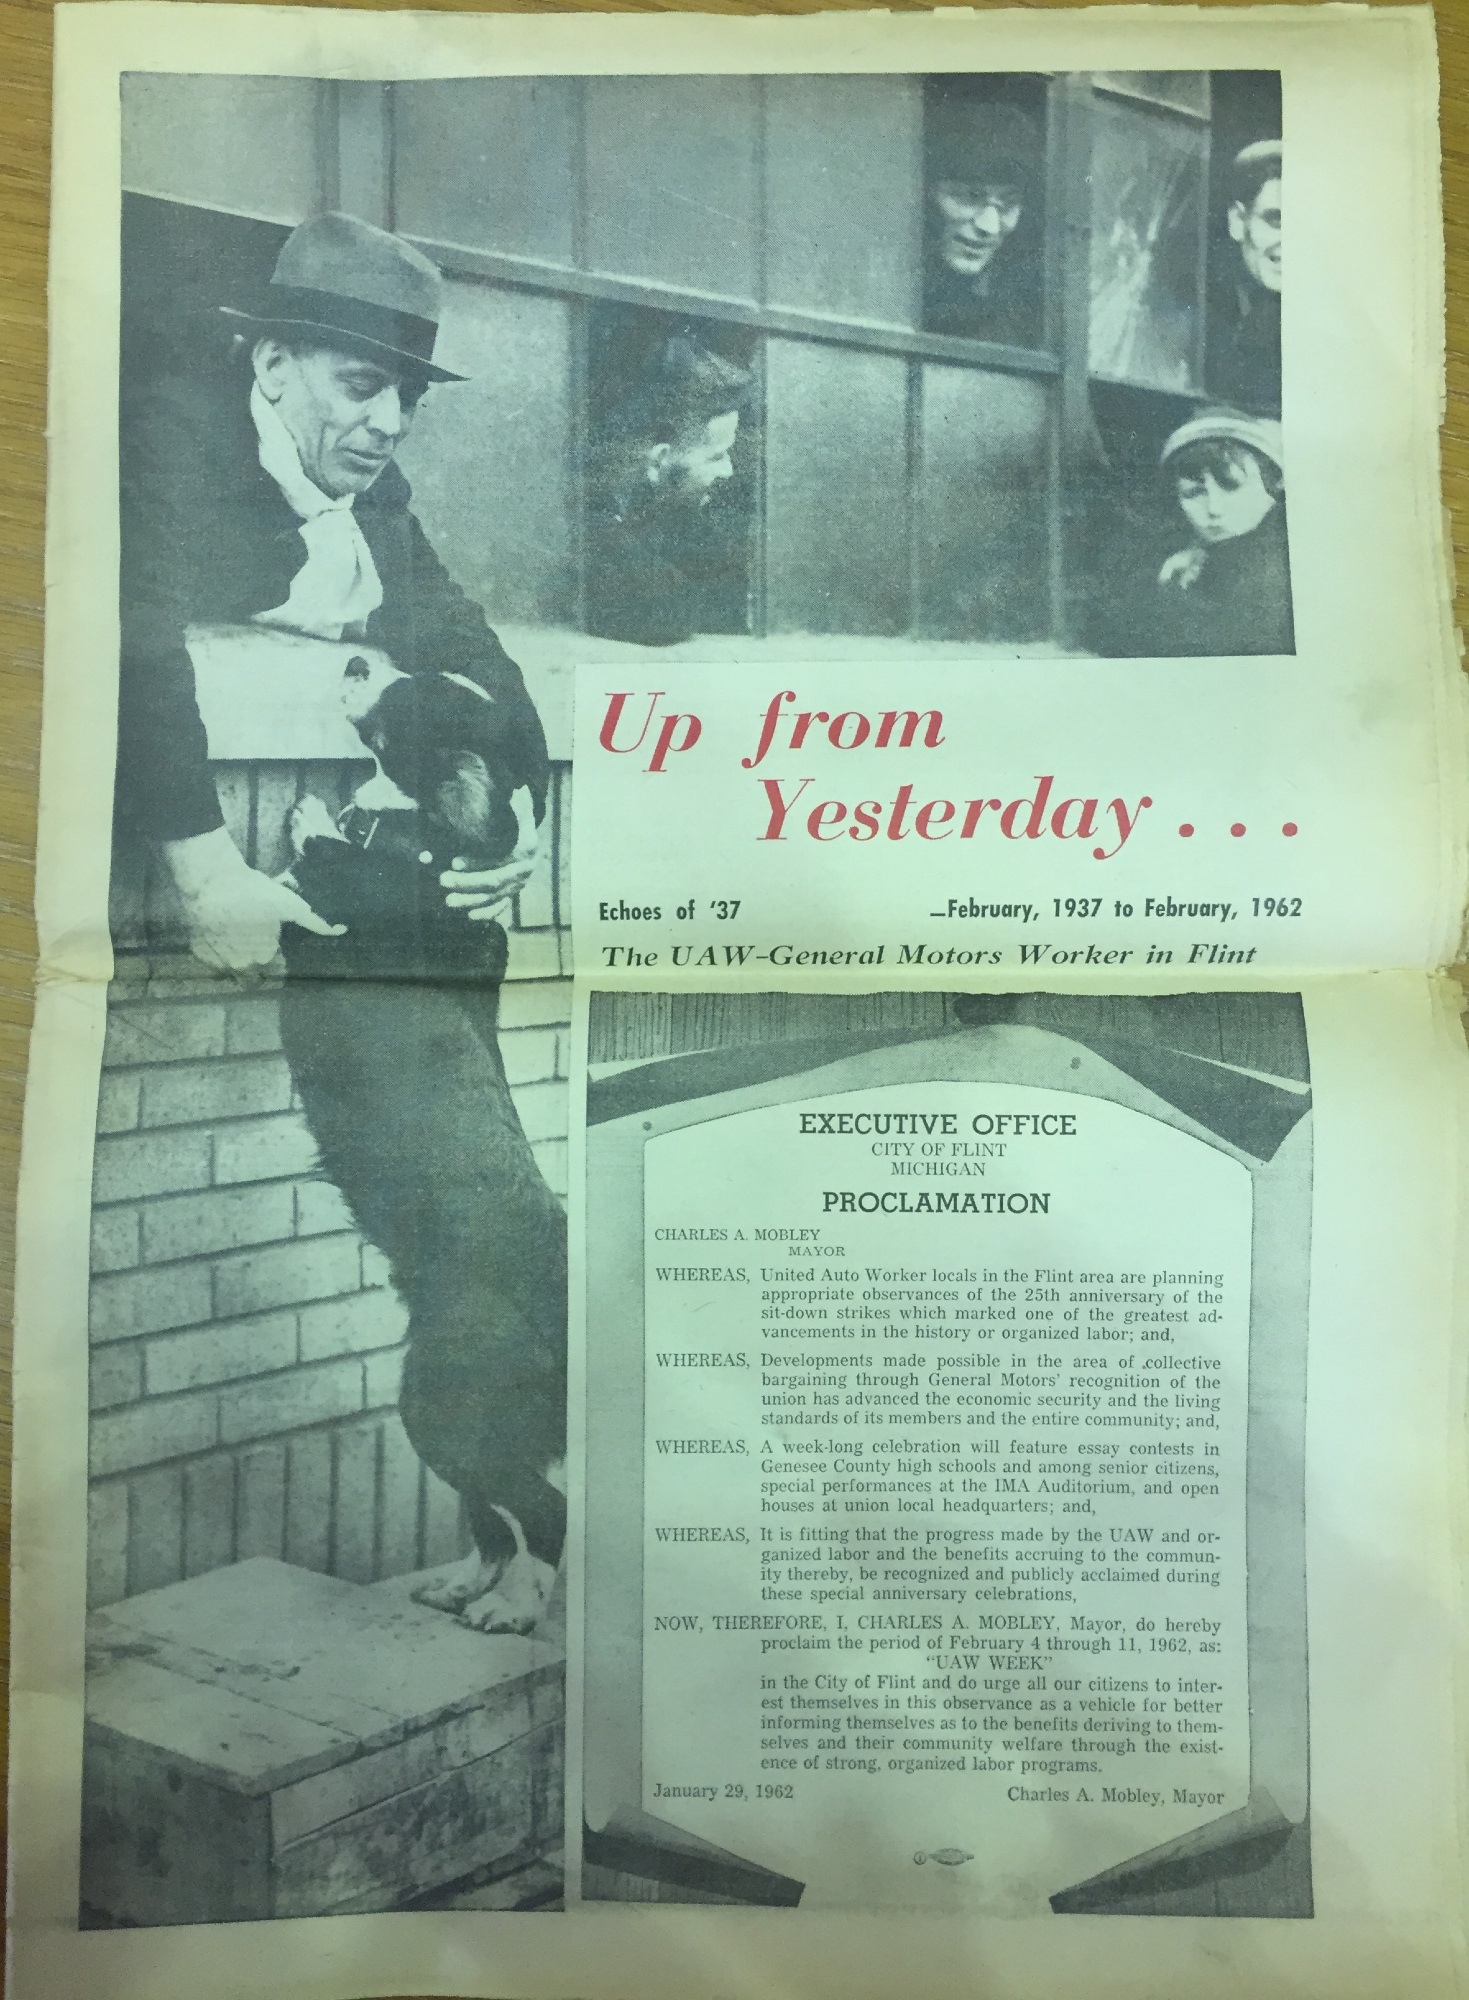 Up from
Yesterday . . .
Echoes of '37 —February, 1937 to February, 1962
The UAW-General Motors Worker in Flint
EXECUTIVE OFFICE
CITY OF FLINT
MICHIGAN
PROCLAMATION
CHARLES A. MOBLEY
MAYOR
WHEREAS, United Auto Worker locals in the Flint area are planning
appropriate observances of the 25th anniversary of the
sit-down strikes which marked one of the greatest ad-
vancements in the history or organized labor; and,
WHEREAS, Developments made possible in the area of collective
bargaining through General Motors' recognition of the
union has advanced the economic security and the living
standards of its members and the entire community; and,
WHEREAS, A week-long celebration will feature essay contests in
Genesee County high schools and among senior citizens,
special performances at the IMA Auditorium, and open
houses at union local headquarters; and,
WHEREAS, It is fitting that the progress made by the UAW and or-
ganized labor and the benefits accruing to the commun-
ity thereby, be recognized and publicly acclaimed during
these special anniversary celebrations,
NOW, THEREFORE, I, CHARLES A. MOBLEY, Mayor, do hereby
proclaim the period of February 4 through 11, 1962, as:
"UAW WEEK"
in the City of Flint and do urge all our citizens to inter-
est themselves in this observance as a vehicle for better
informing themselves as to the benefits deriving to them-
selves and their community welfare through the exist-
ence of strong, organized labor programs.
January 29, 1962 Charles A. Mobley, Mayor